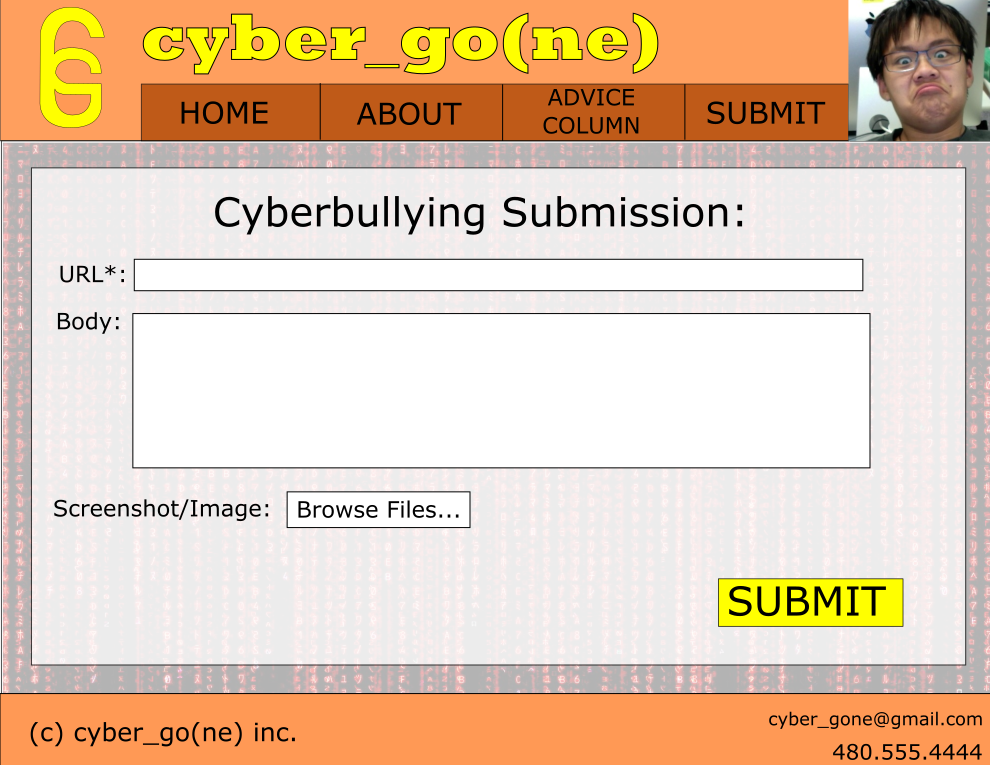 cyber_go(ne)
HOME
ABOUT
ADVICE
COLUMN
SUBMIT
Cyberbullying Submission:
URL*:
Body:
Screenshot/Image: Browse Files...
SUBMIT
(c) cyber_go(ne) inc.
cyber_gone@gmail.com
480.555.4444